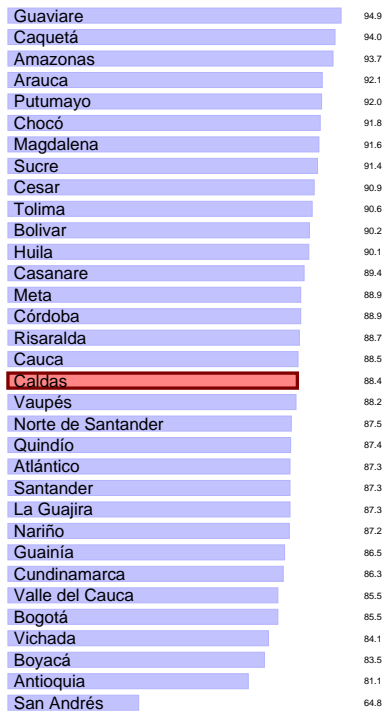 Guaviare 94.9
Caquetá 94.0
Amazonas 93.7
Arauca 92.1
Putumayo 92.0
Chocó 91.8
Magdalena 91.6
Sucre 91.4
Cesar 90.9
Tolima 90.6
Bolivar 90.2
Huila 90.1
Casanare 89.4
Meta 88.9
Córdoba 88.9
Risaralda 88.7
Cauca 88.5
Caldas 88.4
Vaupés 88.2
Norte de Santander 87.5
Quindío 87.4
Atlántico 87.3
Santander 87.3
La Guajira 87.3
Nariño 87.2
Guainía 86.5
Cundinamarca 86.3
Valle del Cauca 85.5
Bogotá 85.5
Vichada 84.1
Boyacá 83.5
Antioquia 81.1
San Andrés 64.8